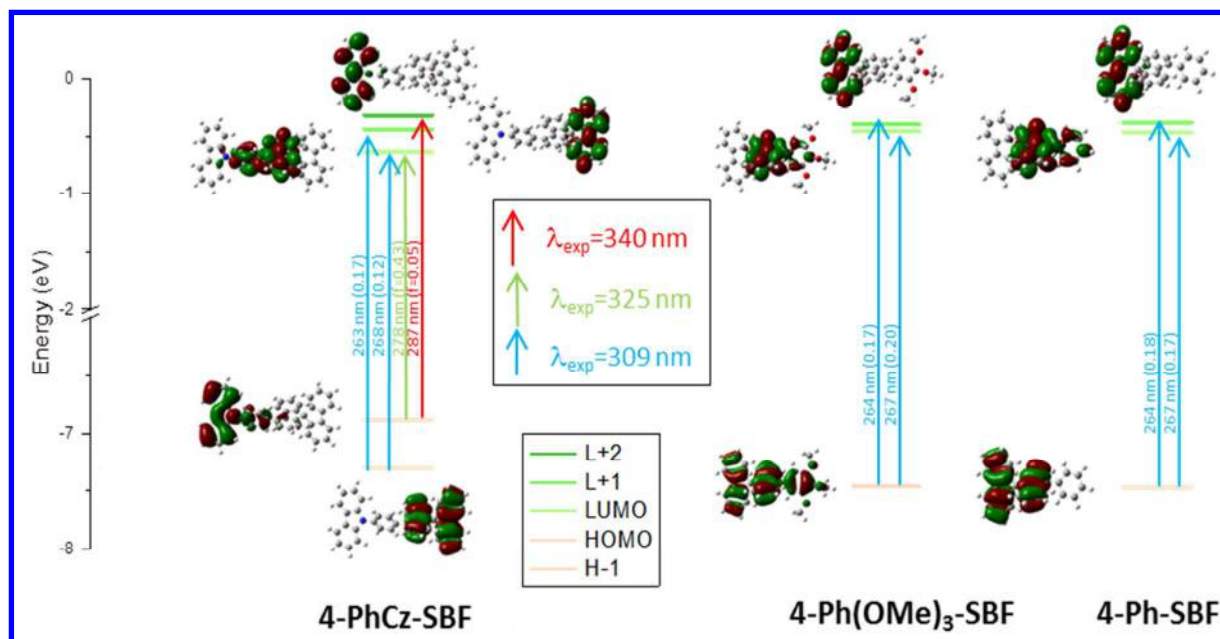 Energy (eV)
0
-1
-2
-7
-8
263 nm (0.17)
268 nm (0.12)
278 nm (f=0.43)
287 nm (f=0.05)
λexp=340 nm
λexp=325 nm
λexp=309 nm
L+2
L+1
LUMO
HOMO
H-1
264 nm (0.17)
267 nm (0.20)
264 nm (0.18)
267 nm (0.17)
4-PhCz-SBF
4-Ph(OMe)₃-SBF
4-Ph-SBF